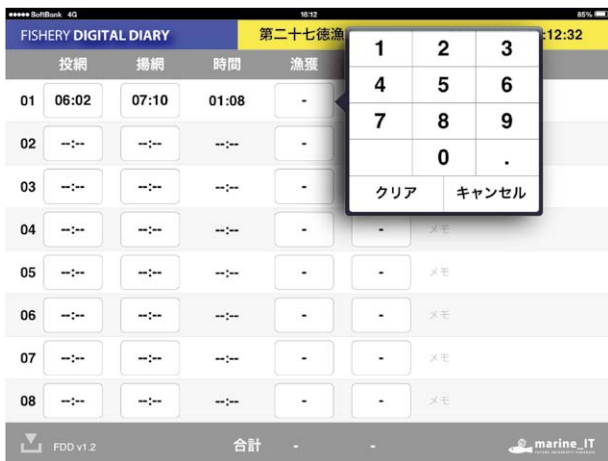 SoftBank 4G 16:12 85%
FISHERY DIGITAL DIARY 第二十七徳漁 :12:32
投網 揚網 時間 漁獲
01 06:02 07:10 01:08 -
02 --:-- --:-- --:-- -
03 --:-- --:-- --:-- -
04 --:-- --:-- --:-- - - メモ
05 --:-- --:-- --:-- - - メモ
06 --:-- --:-- --:-- - - メモ
07 --:-- --:-- --:-- - - メモ
08 --:-- --:-- --:-- - - メモ
1 2 3
4 5 6
7 8 9
0 .
クリア キャンセル
FDD v1.2 合計 - - marine_IT